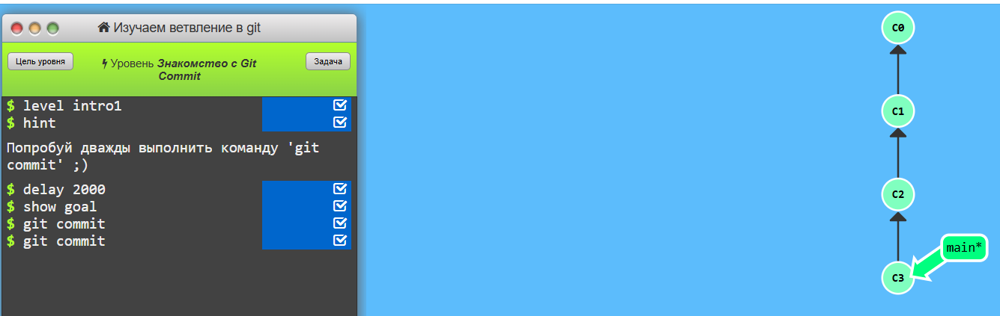 Изучаем ветвление в git
Цель уровня
Уровень Знакомство с Git
Commit
Задача
$ level intro1
$ hint
Попробуй дважды выполнить команду 'git
commit' ;)
$ delay 2000
$ show goal
$ git commit
$ git commit
C0
C1
C2
main*
C3